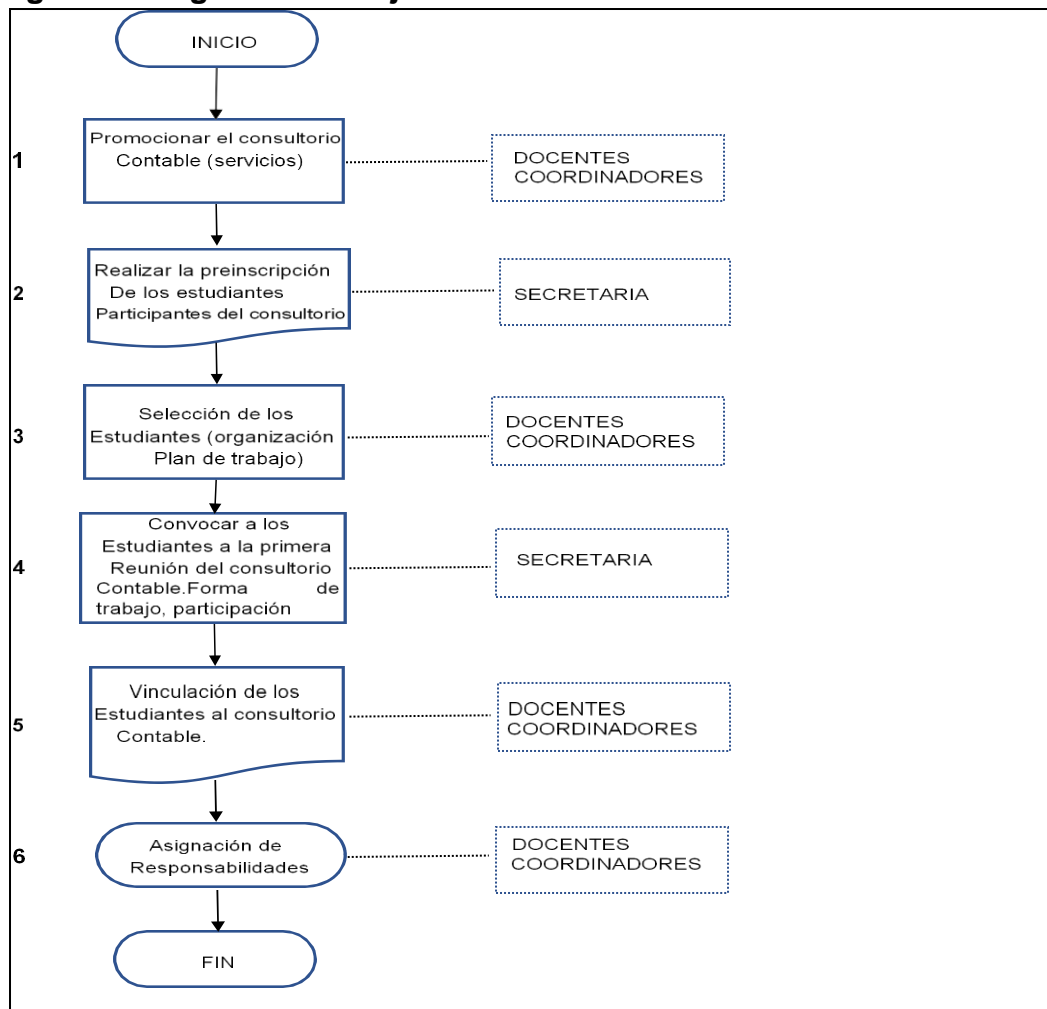 INICIO
1
Promocionar el consultorio
Contable (servicios)
DOCENTES
COORDINADORES
2
Realizar la preinscripción
De los estudiantes
Participantes del consultorio
SECRETARIA
3
Selección de los
Estudiantes (organización
Plan de trabajo)
DOCENTES
COORDINADORES
4
Convocar a los
Estudiantes a la primera
Reunión del consultorio
Contable.Forma de
trabajo, participación
SECRETARIA
5
Vinculación de los
Estudiantes al consultorio
Contable.
DOCENTES
COORDINADORES
6
Asignación de
Responsabilidades
DOCENTES
COORDINADORES
FIN